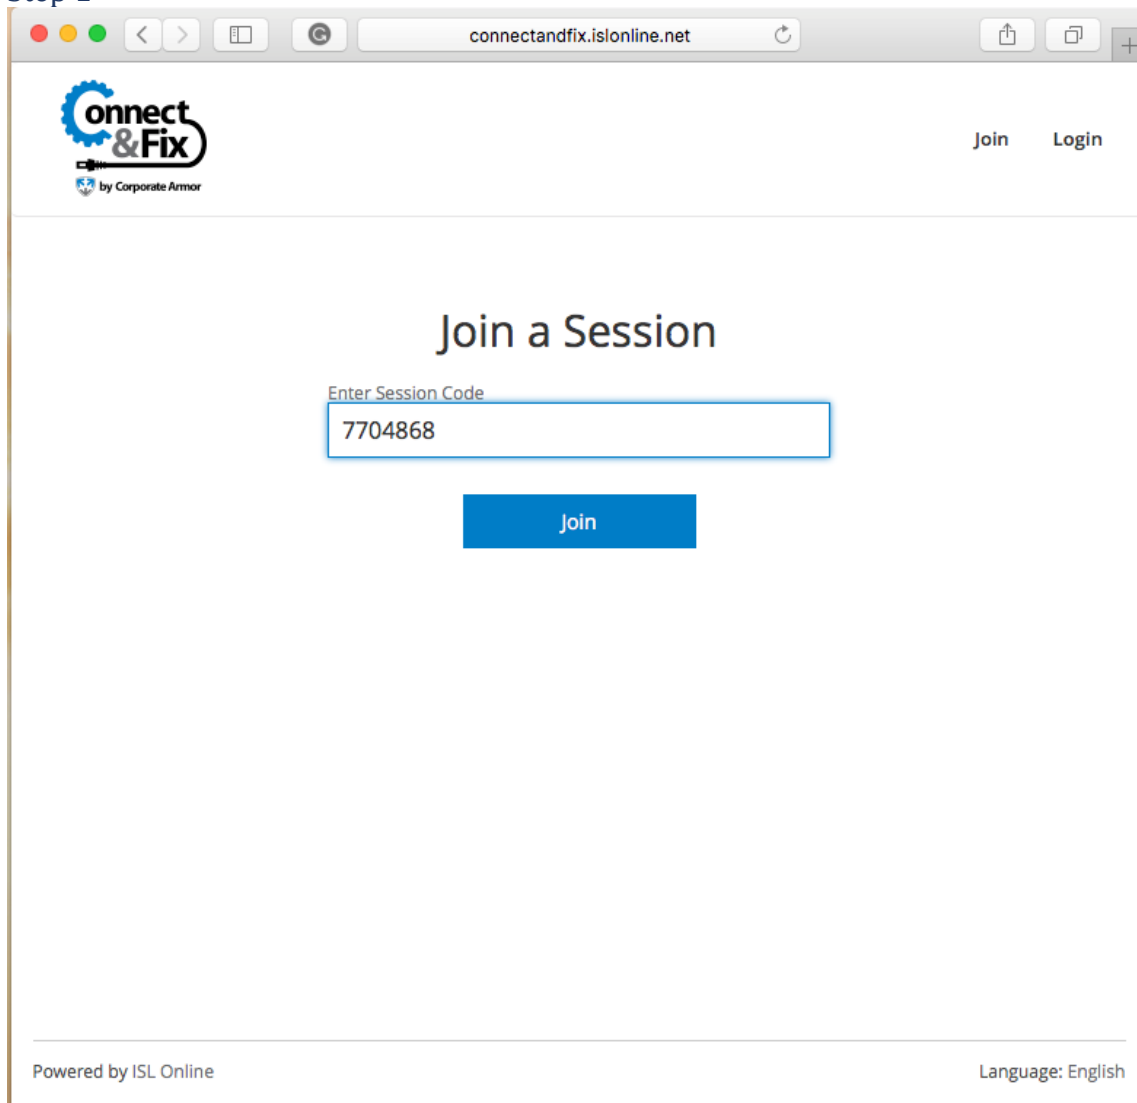 connectandfix.islonline.net
Connect
&Fix
by Corporate Armor
Join Login
Join a Session
Enter Session Code
7704868
Join
Powered by ISL Online
Language: English